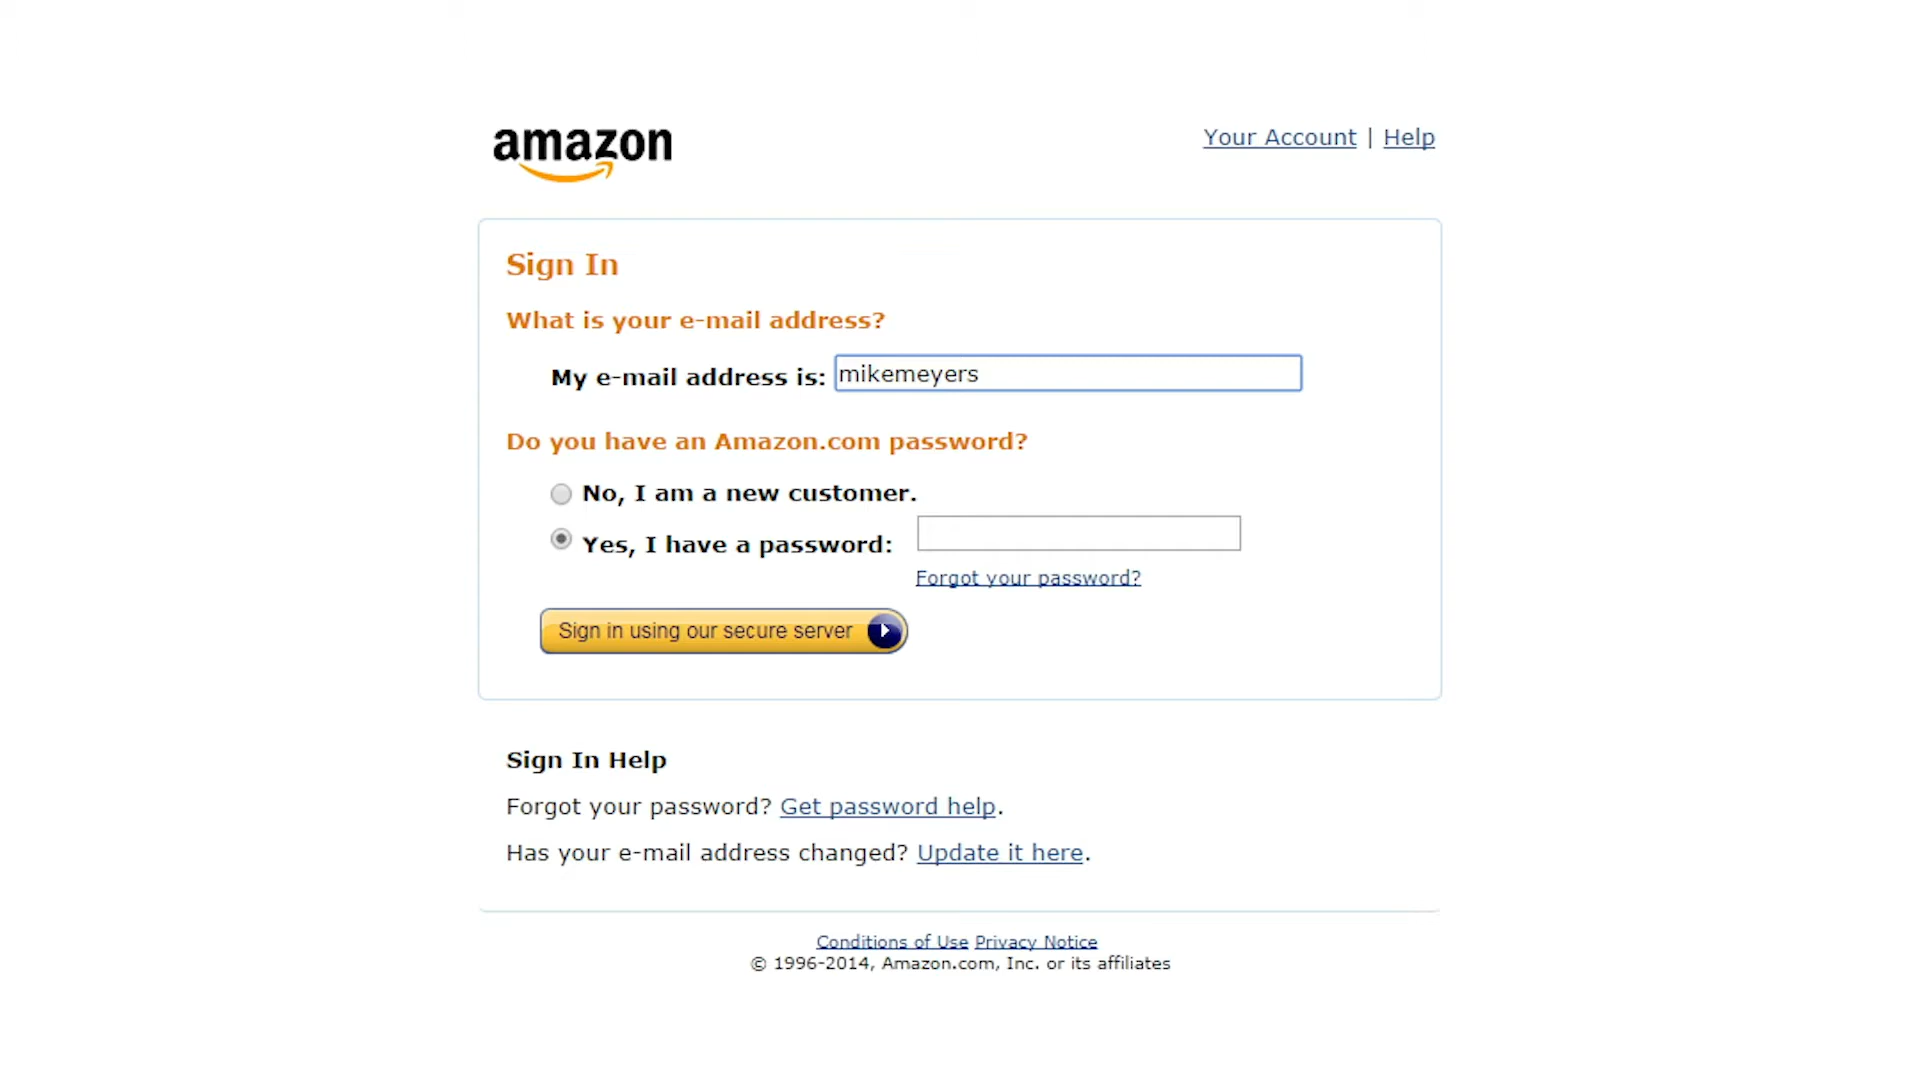 amazon
Your Account | Help
Sign In
What is your e-mail address?
My e-mail address is: mikemeyers
Do you have an Amazon.com password?
No, I am a new customer.
Yes, I have a password:
Forgot your password?
Sign in using our secure server
Sign In Help
Forgot your password? Get password help.
Has your e-mail address changed? Update it here.
Conditions of Use Privacy Notice
© 1996-2014, Amazon.com, Inc. or its affiliates